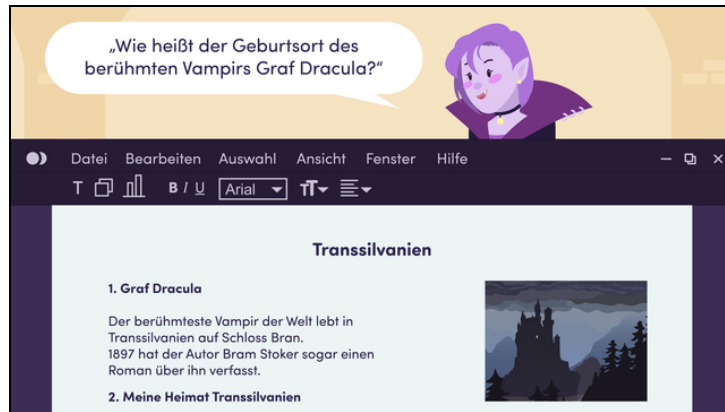 „Wie heißt der Geburtsort des
berühmten Vampirs Graf Dracula?“
Datei Bearbeiten Auswahl Ansicht Fenster Hilfe
T B I U Arial TT
Transsilvanien
1. Graf Dracula
Der berühmteste Vampir der Welt lebt in
Transsilvanien auf Schloss Bran.
1897 hat der Autor Bram Stoker sogar einen
Roman über ihn verfasst.
2. Meine Heimat Transsilvanien